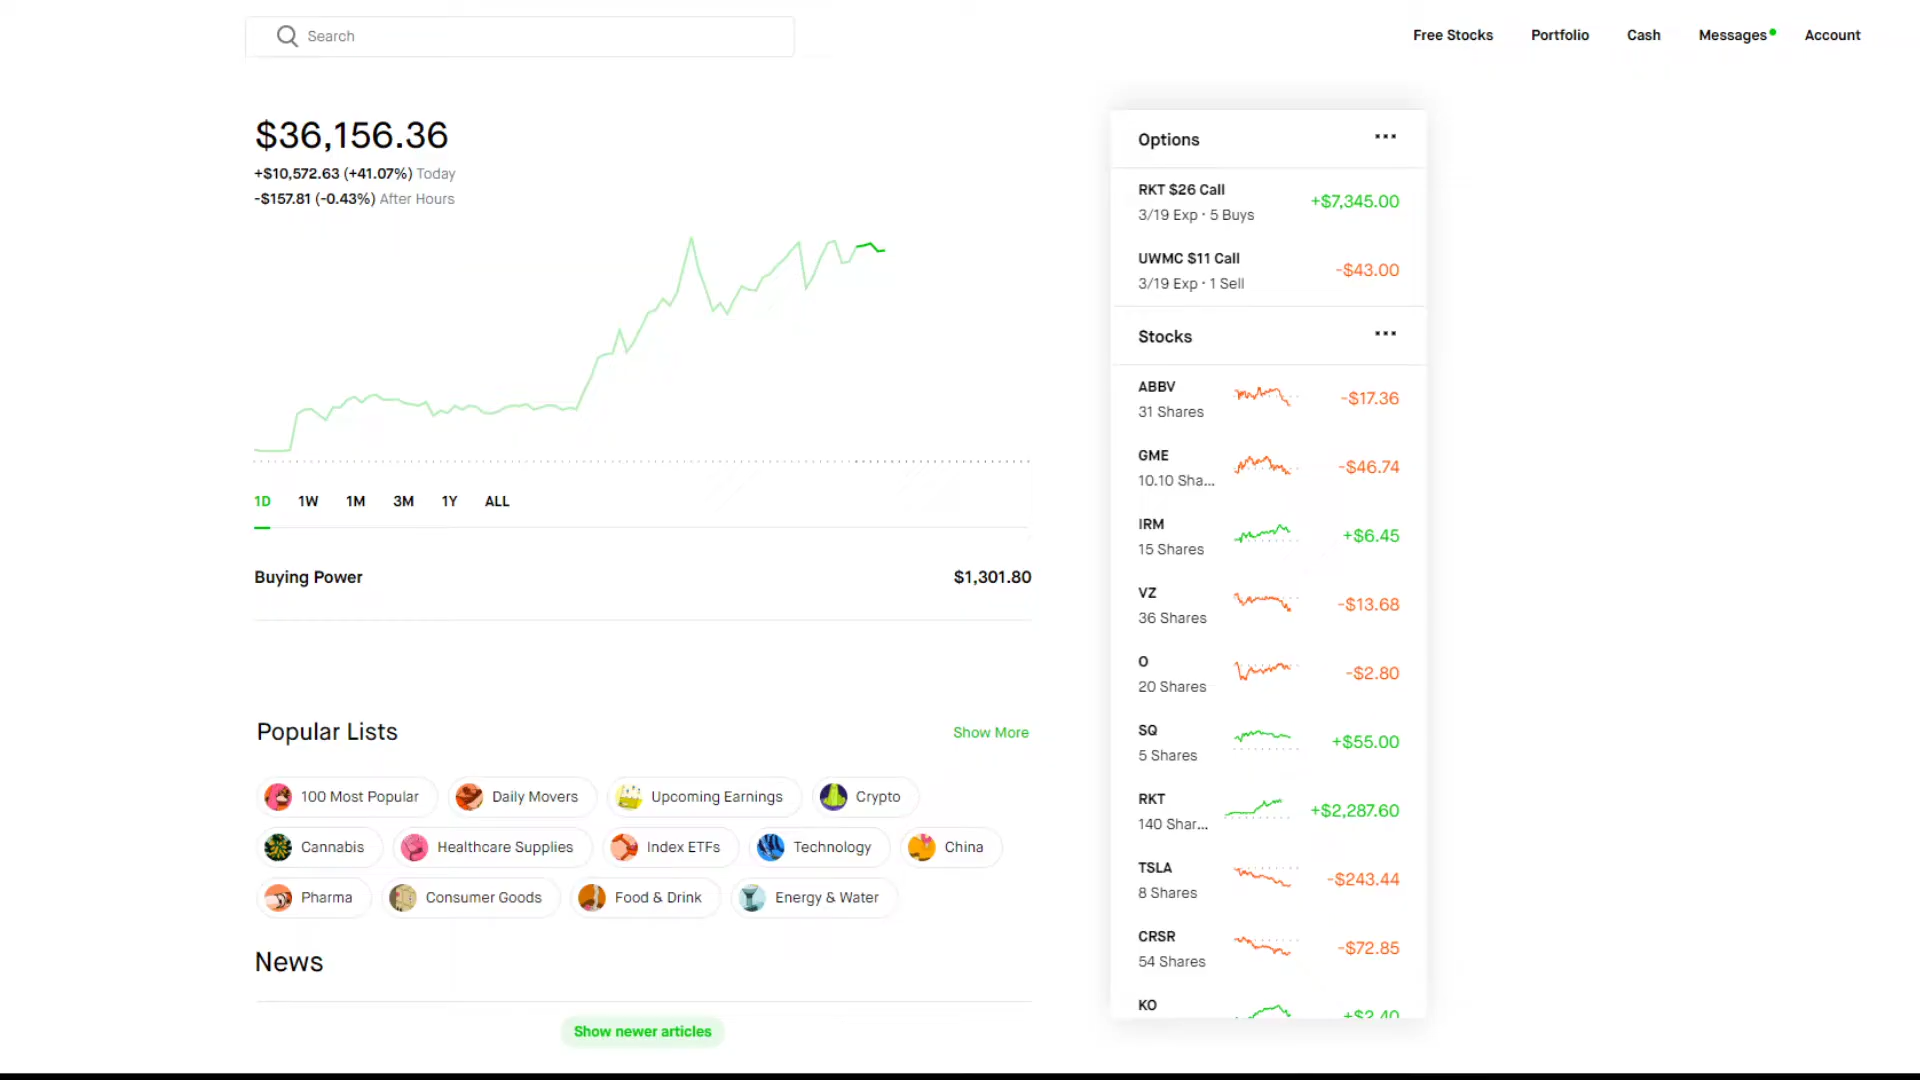 Search
Free Stocks
Portfolio
Cash
Messages
Account
$36,156.36
+$10,572.63 (+41.07%) Today
-$157.81 (-0.43%) After Hours
1D
1W
1M
3M
1Y
ALL
Buying Power
$1,301.80
Popular Lists
Show More
100 Most Popular
Daily Movers
Upcoming Earnings
Crypto
Cannabis
Healthcare Supplies
Index ETFs
Technology
China
Pharma
Consumer Goods
Food & Drink
Energy & Water
News
Show newer articles
Options
RKT $26 Call
+$7,345.00
3/19 Exp · 5 Buys
UWMC $11 Call
-$43.00
3/19 Exp · 1 Sell
Stocks
ABBV
-$17.36
31 Shares
GME
-$46.74
10.10 Sha...
IRM
+$6.45
15 Shares
VZ
-$13.68
36 Shares
O
-$2.80
20 Shares
SQ
+$55.00
5 Shares
RKT
+$2,287.60
140 Shar...
TSLA
-$243.44
8 Shares
CRSR
-$72.85
54 Shares
KO
+$2.40